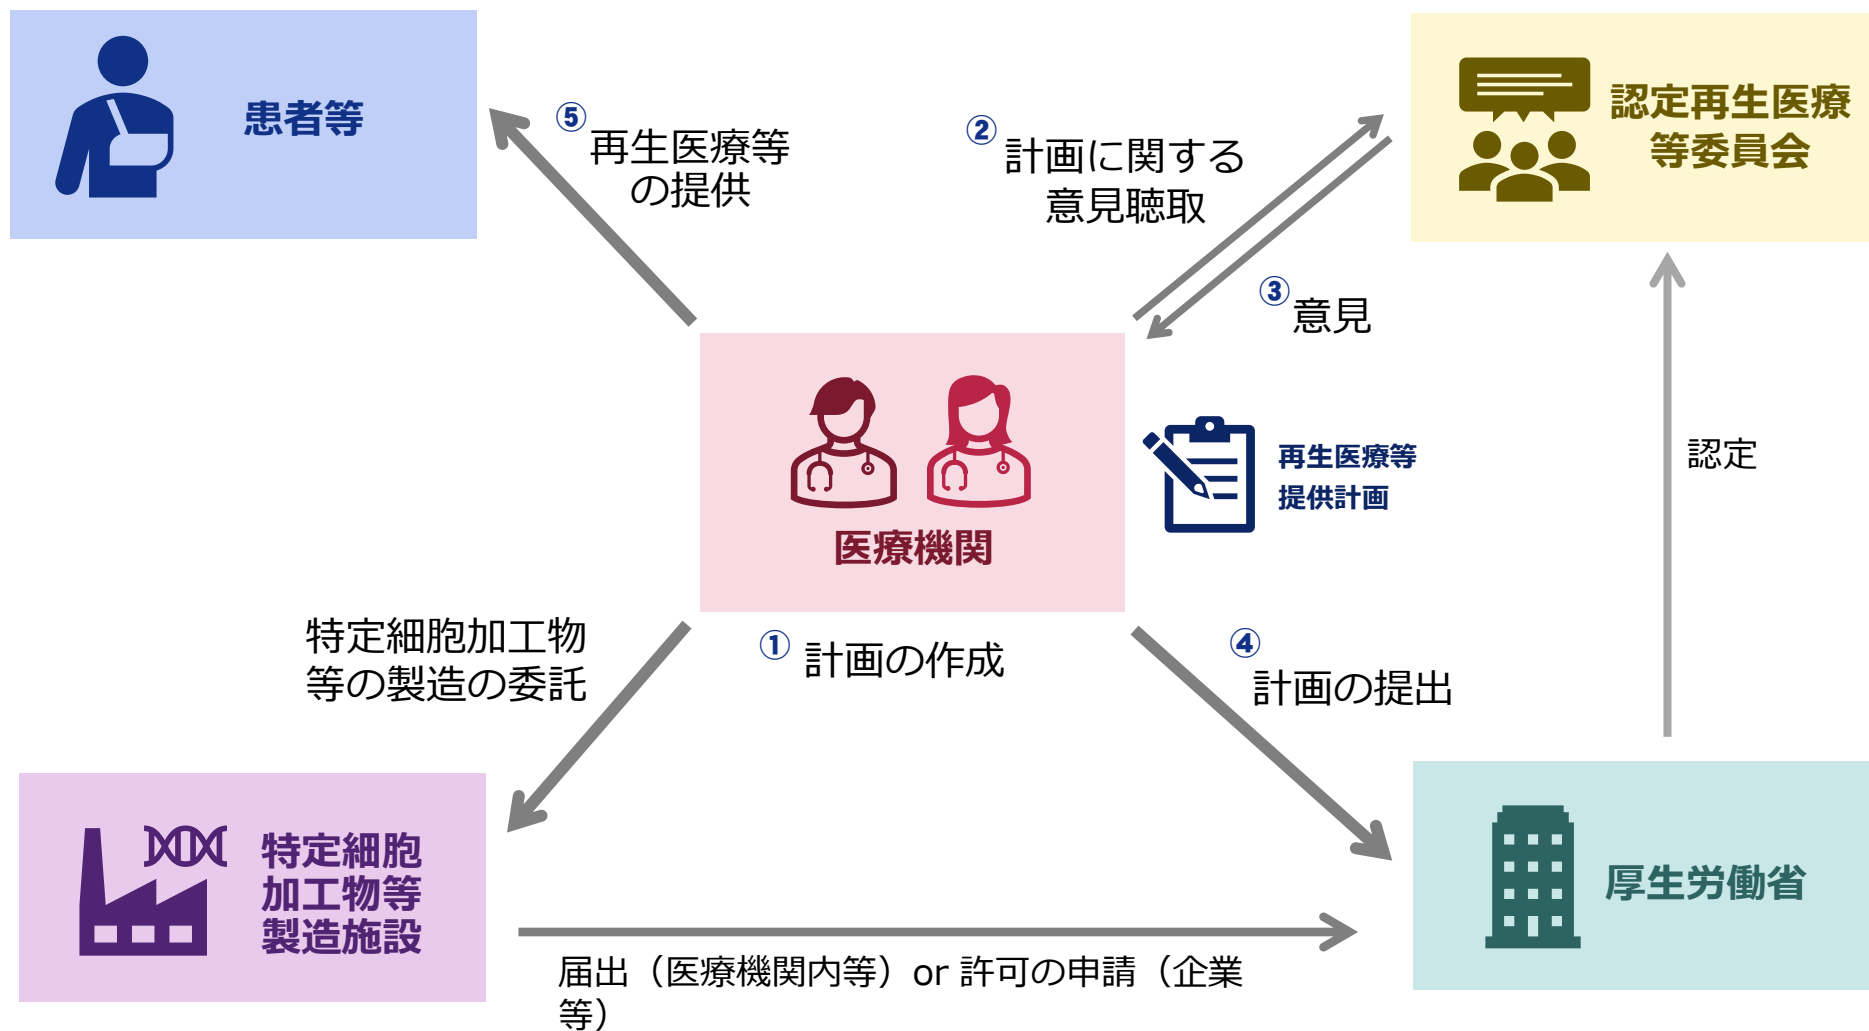 患者等
⑤
再生医療等
の提供
②
計画に関する
意見聴取
認定再生医療
等委員会
③
意見
医療機関
再生医療等
提供計画
認定
特定細胞加工物
等の製造の委託
①
計画の作成
④
計画の提出
特定細胞
加工物等
製造施設
厚生労働省
届出（医療機関内等）or 許可の申請（企業
等）